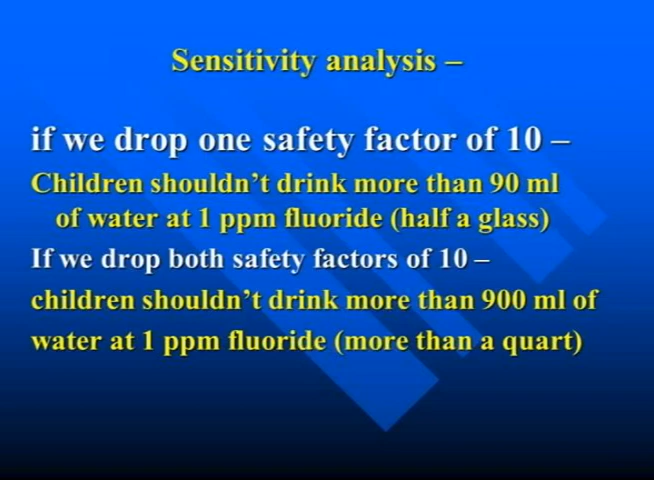 Sensitivity analysis –
if we drop one safety factor of 10 –
Children shouldn't drink more than 90 ml
of water at 1 ppm fluoride (half a glass)
If we drop both safety factors of 10 –
children shouldn't drink more than 900 ml of
water at 1 ppm fluoride (more than a quart)